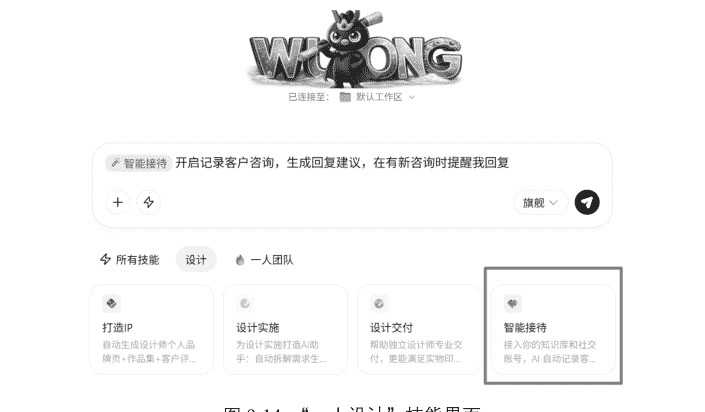 WUKONG
已连接至： 默认工作区
智能接待 开启记录客户咨询，生成回复建议，在有新咨询时提醒我回复
旗舰
所有技能 设计 一人团队
打造IP
自动生成设计师个人品
牌页+作品集+客户评...
设计实施
为设计实施打造AI助
手：自动拆解需求生...
设计交付
帮助独立设计师专业交
付，更能满足实物印...
智能接待
接入你的知识库和社交
账号，AI 自动记录客...